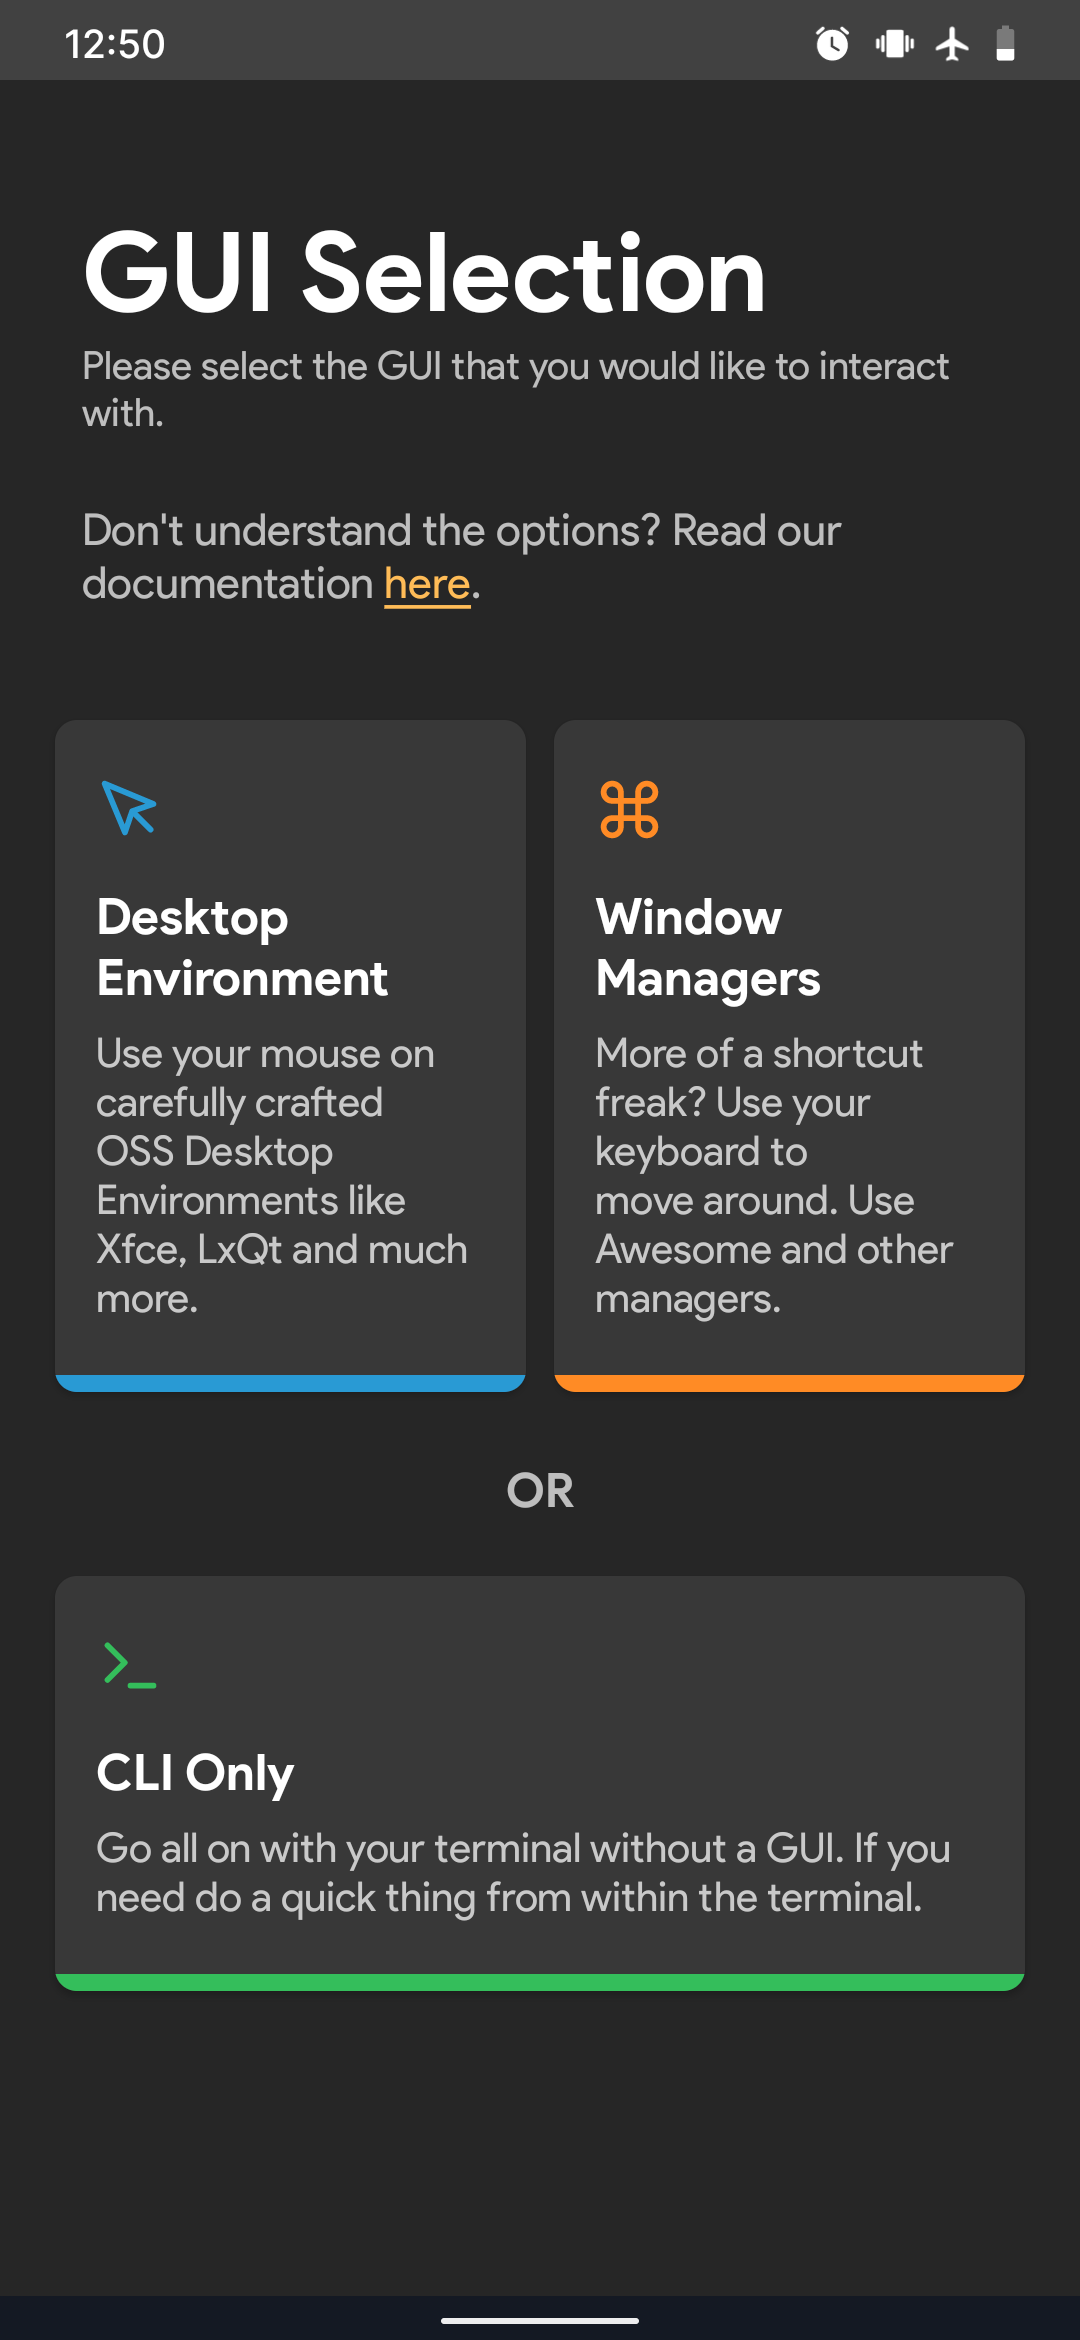 12:50
GUI Selection
Please select the GUI that you would like to interact
with.
Don't understand the options? Read our
documentation here.
Desktop
Environment
Use your mouse on
carefully crafted
OSS Desktop
Environments like
Xfce, LxQt and much
more.
Window
Managers
More of a shortcut
freak? Use your
keyboard to
move around. Use
Awesome and other
managers.
OR
CLI Only
Go all on with your terminal without a GUI. If you
need do a quick thing from within the terminal.